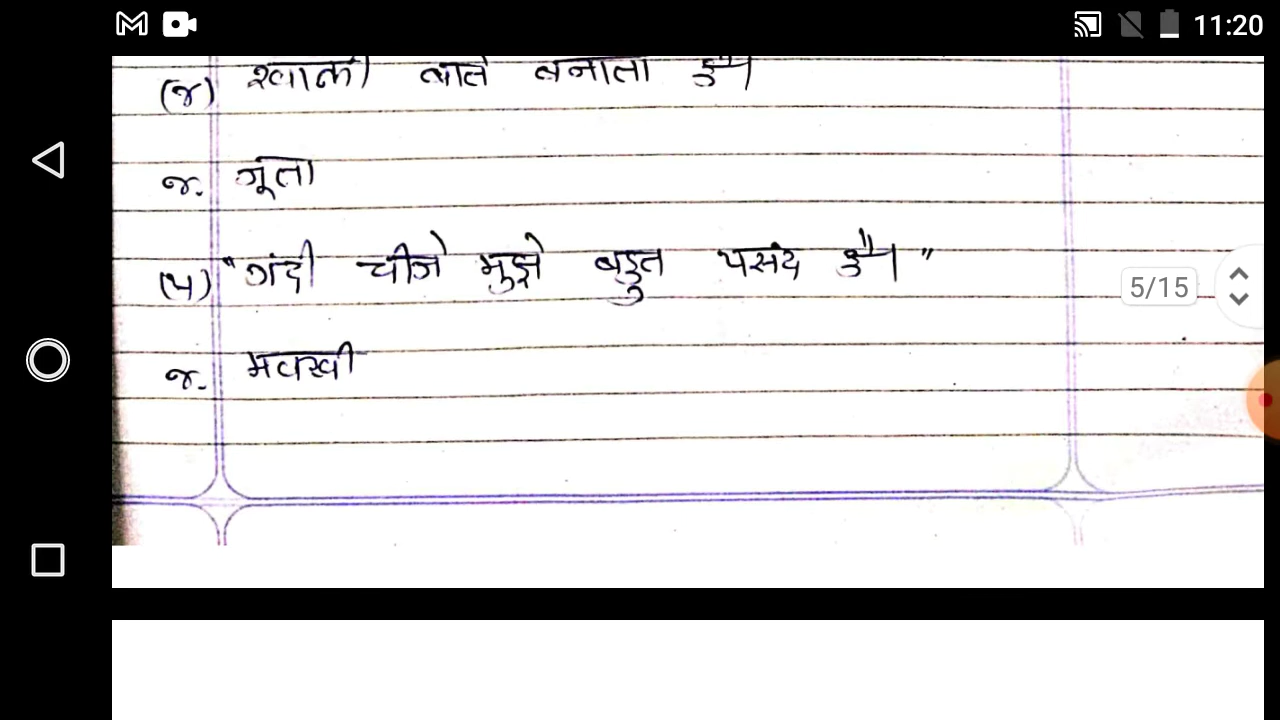 11:20
(४) खाली बातें बनाता है।
ज. जूता
(५) "गंदी चीजे मुझे बहुत पसंद है। "
5/15
ज. मक्खी